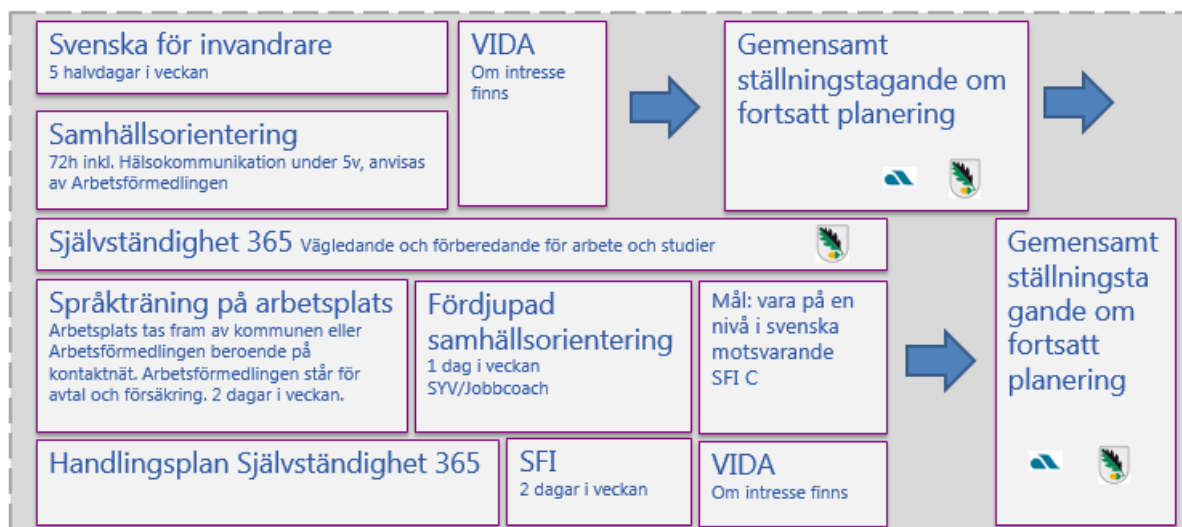 Svenska för invandrare
5 halvdagar i veckan
VIDA
Om intresse
finns
Gemensamt
ställningstagande om
fortsatt planering
Samhällsorientering
72h inkl. Hälsokommunikation under 5v, anvisas
av Arbetsförmedlingen
Självständighet 365 Vägledande och förberedande för arbete och studier
Språkträning på arbetsplats
Arbetsplats tas fram av kommunen eller
Arbetsförmedlingen beroende på
kontaktnät. Arbetsförmedlingen står för
avtal och försäkring. 2 dagar i veckan.
Fördjupad
samhällsorientering
1 dag i veckan
SYV/Jobbcoach
Mål: vara på en
nivå i svenska
motsvarande
SFI C
Gemensamt
ställningsta
gande om
fortsatt
planering
Handlingsplan Självständighet 365
SFI
2 dagar i veckan
VIDA
Om intresse finns